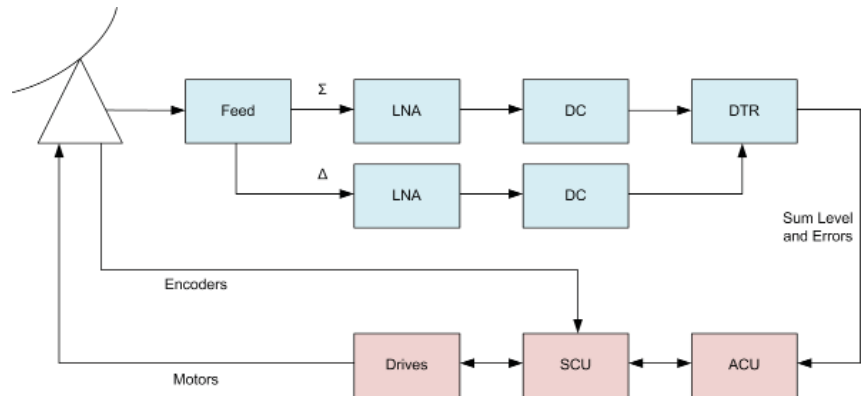 Σ
Feed
LNA
DC
DTR
Δ
LNA
DC
Sum Level
and Errors
Encoders
Drives
SCU
ACU
Motors